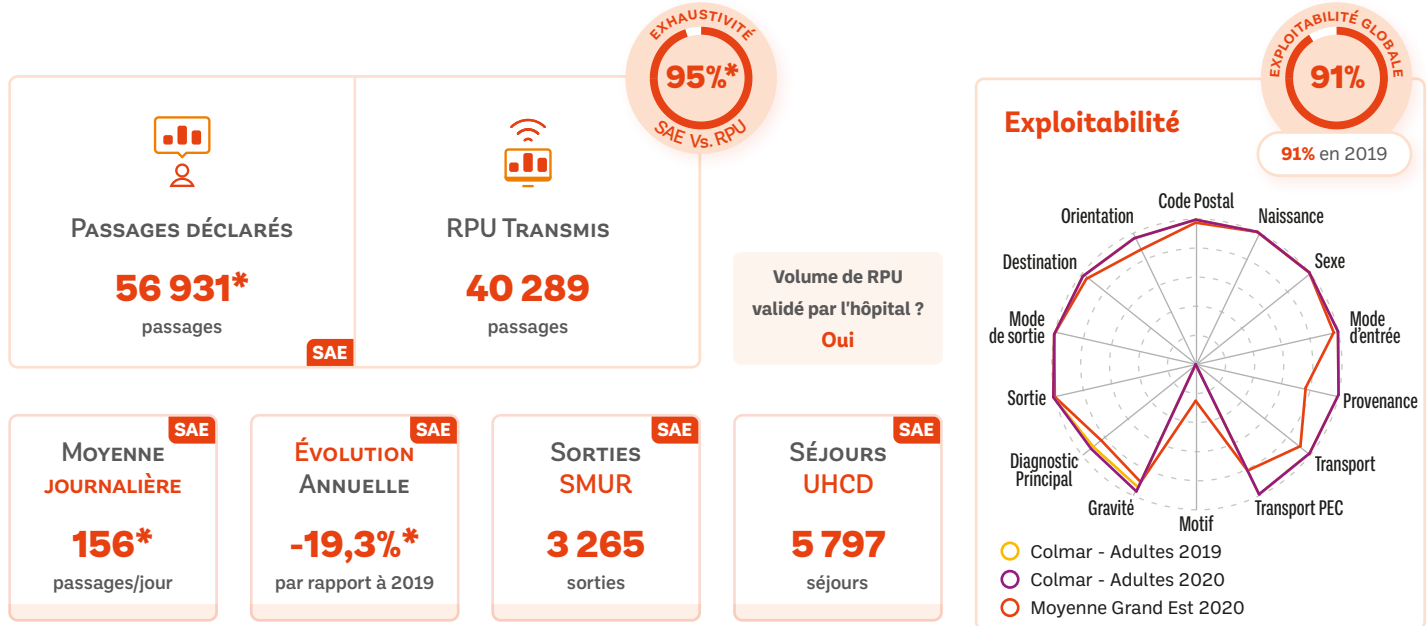 EXHAUSTIVITÉ
95%*
SAE Vs. RPU
PASSAGES DÉCLARÉS
56 931*
passages
SAE
RPU TRANSMIS
40 289
passages
Volume de RPU
validé par l'hôpital ?
Oui
SAE
MOYENNE
JOURNALIÈRE
156*
passages/jour
SAE
ÉVOLUTION
ANNUELLE
-19,3%*
par rapport à 2019
SAE
SORTIES
SMUR
3 265
sorties
SAE
SÉJOURS
UHCD
5 797
séjours
EXPLOITABILITÉ GLOBALE
91%
91% en 2019
Exploitabilité
Code Postal
Naissance
Sexe
Mode
d'entrée
Provenance
Transport
Transport PEC
Motif
Gravité
Diagnostic
Principal
Sortie
Mode
de sortie
Destination
Orientation
Colmar - Adultes 2019
Colmar - Adultes 2020
Moyenne Grand Est 2020